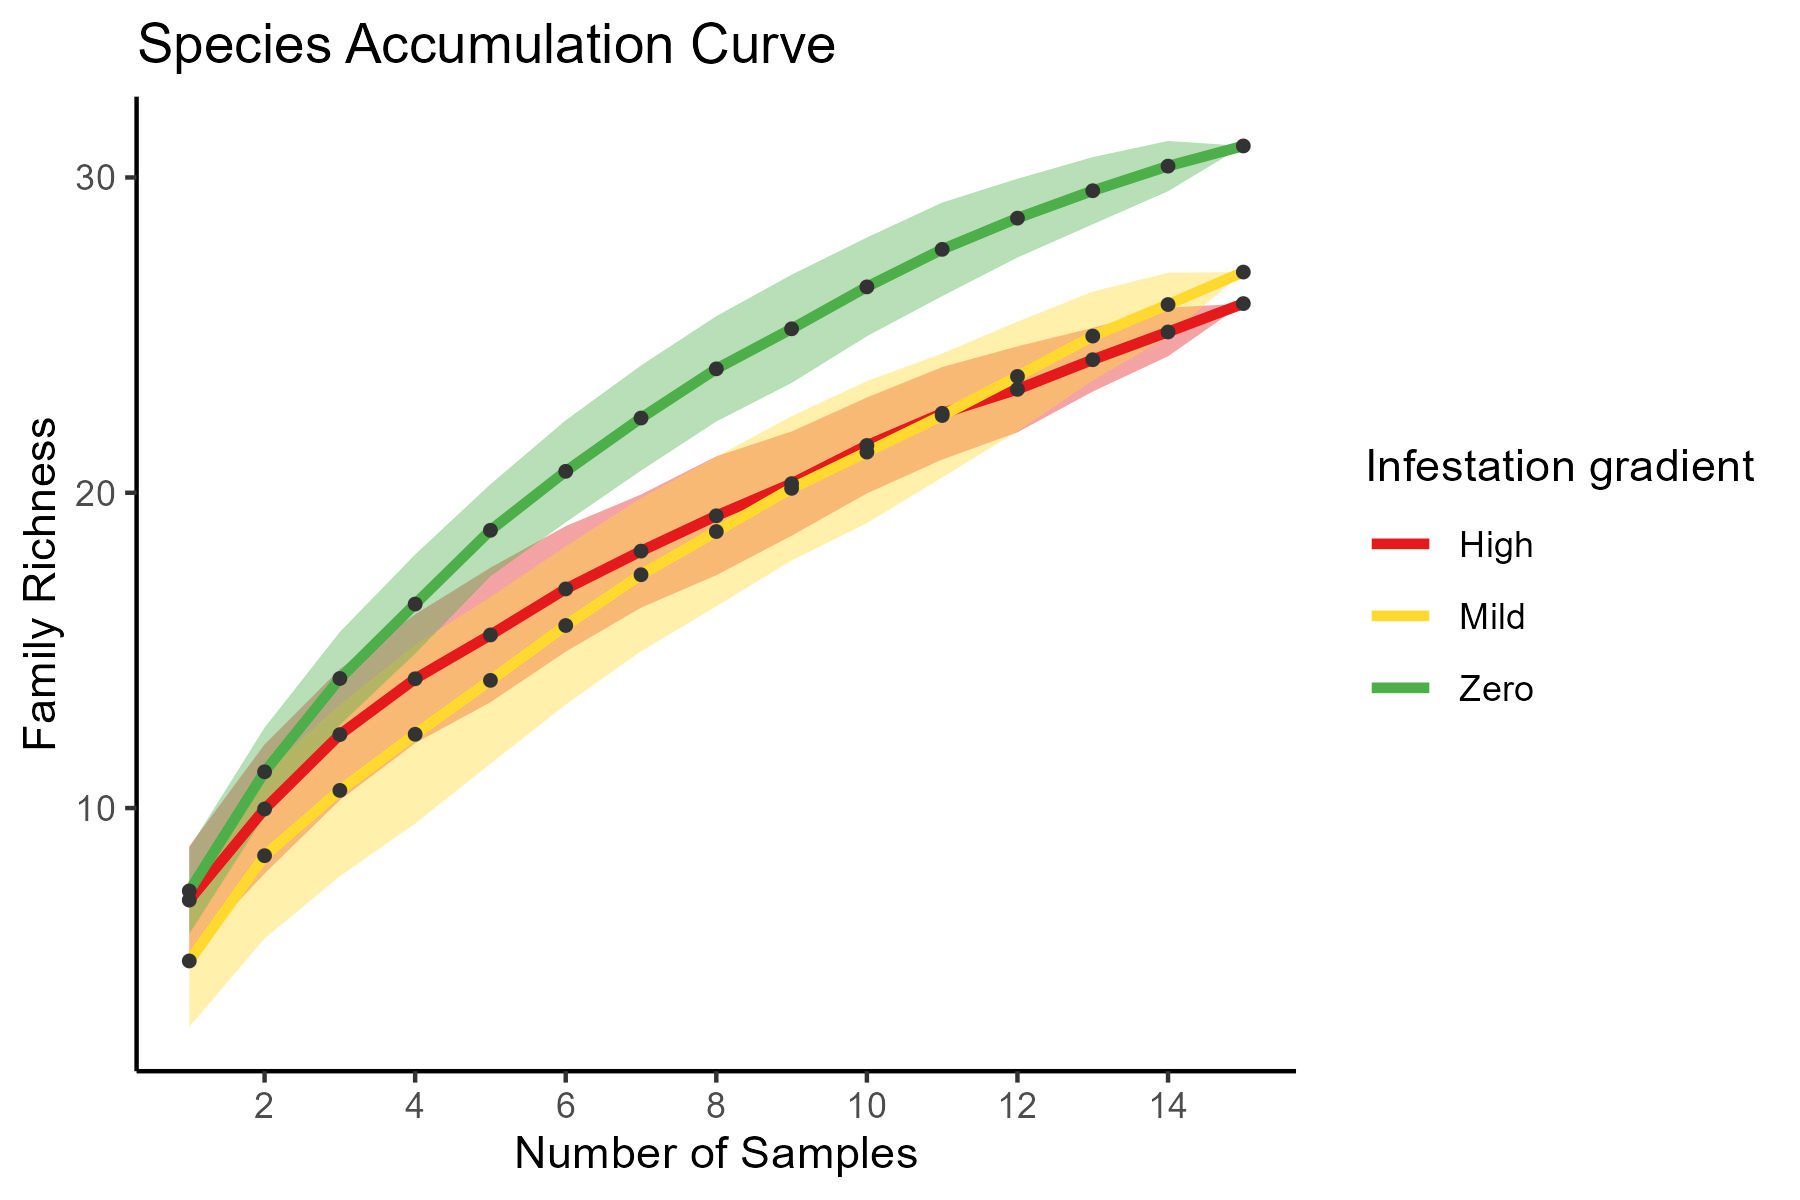 Species Accumulation Curve
Family Richness
30
20
10
2 4 6 8 10 12 14
Number of Samples
Infestation gradient
High
Mild
Zero